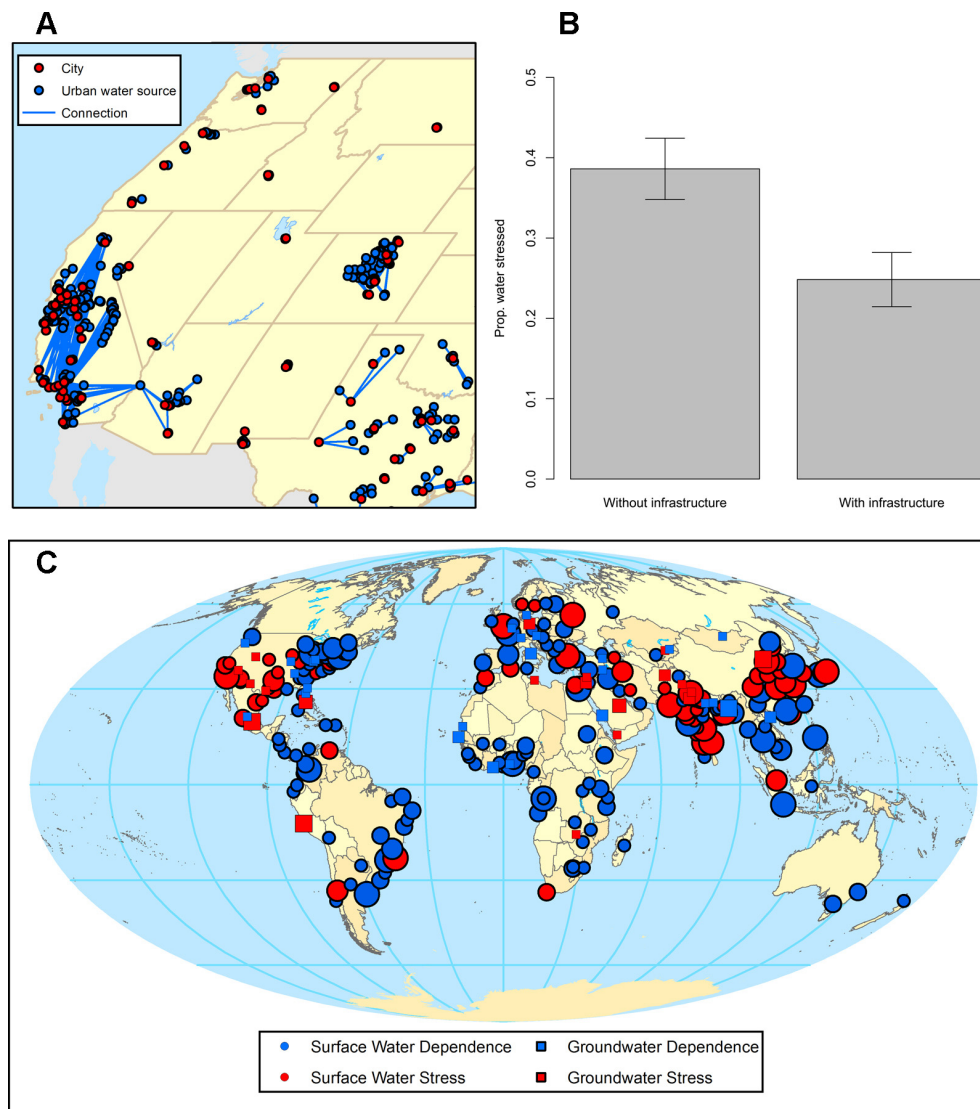 A
City
Urban water source
Connection
B
Prop. water stressed
0.5
0.4
0.3
0.2
0.1
0.0
Without infrastructure
With infrastructure
C
Surface Water Dependence
Groundwater Dependence
Surface Water Stress
Groundwater Stress